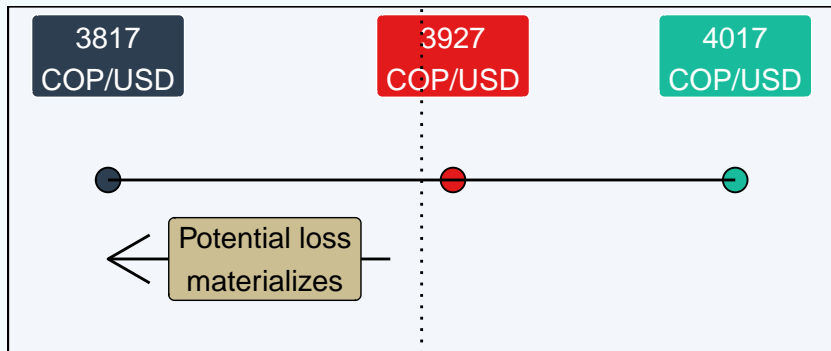 3817
COP/USD
3927
COP/USD
4017
COP/USD
Potential loss
materializes